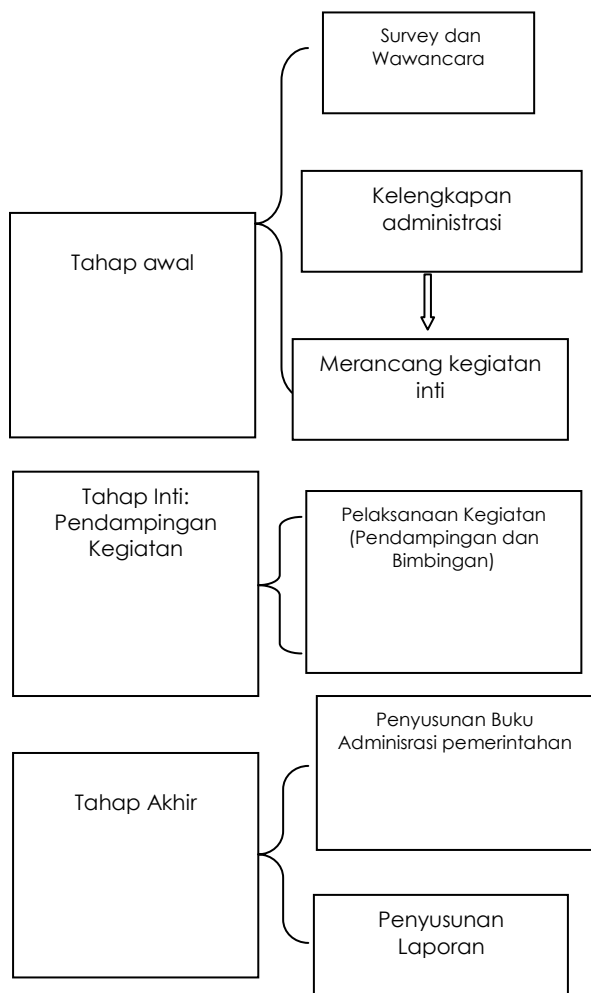 Tahap awal
Survey dan
Wawancara
Kelengkapan
administrasi
Merancang kegiatan
inti
Tahap Inti:
Pendampingan
Kegiatan
Pelaksanaan Kegiatan
(Pendampingan dan
Bimbingan)
Tahap Akhir
Penyusunan Buku
Adminisrasi pemerintahan
Penyusunan
Laporan